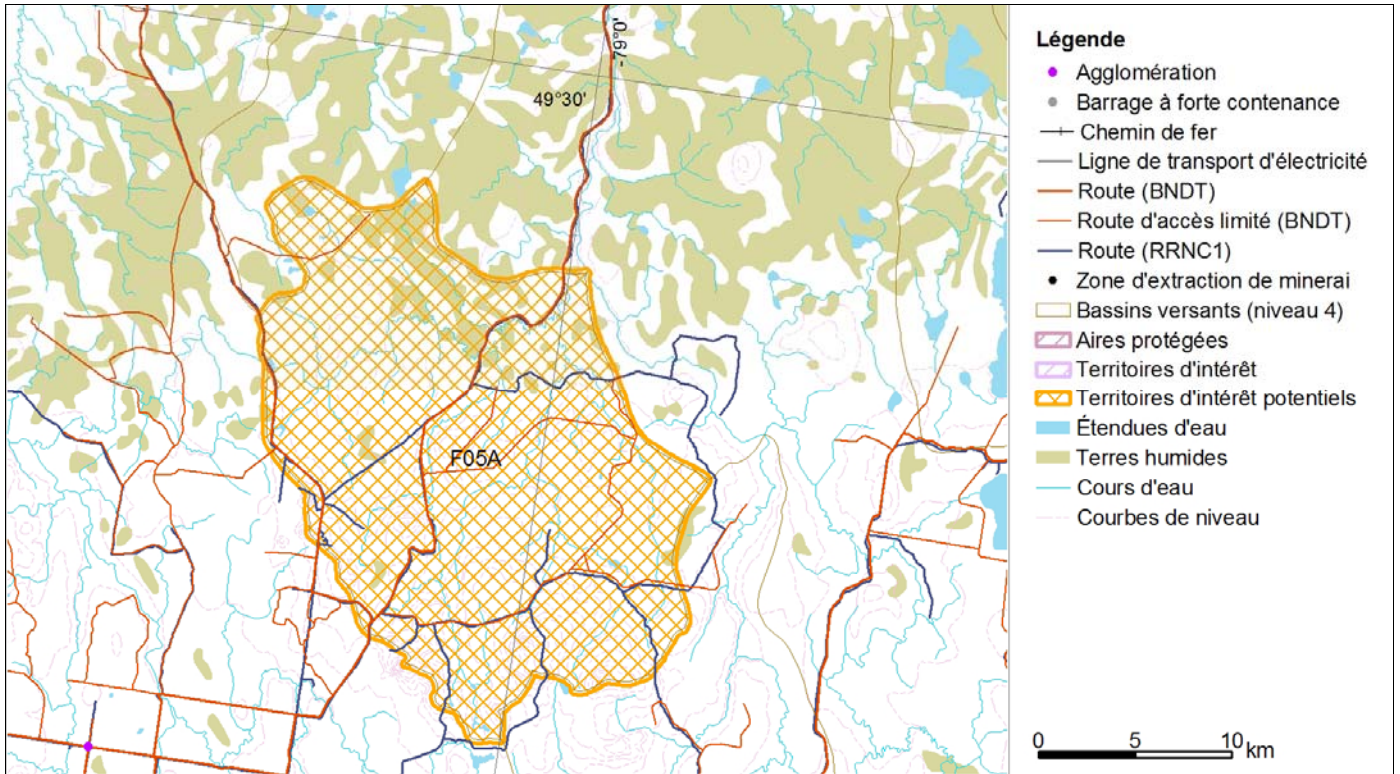 -79°0'
49°30'
F05A
Légende
Agglomération
Barrage à forte contenance
Chemin de fer
Ligne de transport d'électricité
Route (BNDT)
Route d'accès limité (BNDT)
Route (RRNC1)
Zone d'extraction de minerai
Bassins versants (niveau 4)
Aires protégées
Territoires d'intérêt
Territoires d'intérêt potentiels
Étendues d'eau
Terres humides
Cours d'eau
Courbes de niveau
0 5 10 km